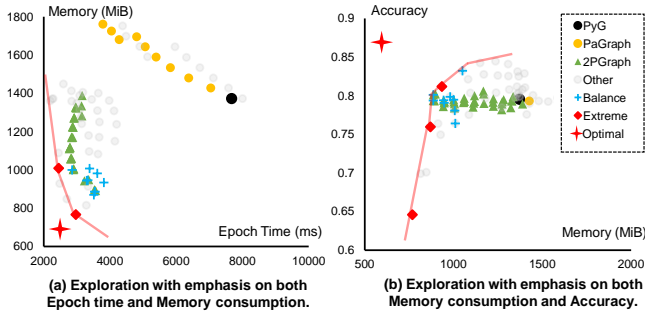 Memory (MiB)
1800
1600
1400
1200
1000
800
600
2000
4000
6000
8000
10000
Epoch Time (ms)
(a) Exploration with emphasis on both
Epoch time and Memory consumption.
Accuracy
0.9
0.85
0.8
0.75
0.7
0.65
0.6
0
500
1000
1500
2000
Memory (MiB)
PyG
PaGraph
2PGraph
Other
Balance
Extreme
Optimal
(b) Exploration with emphasis on both
Memory consumption and Accuracy.